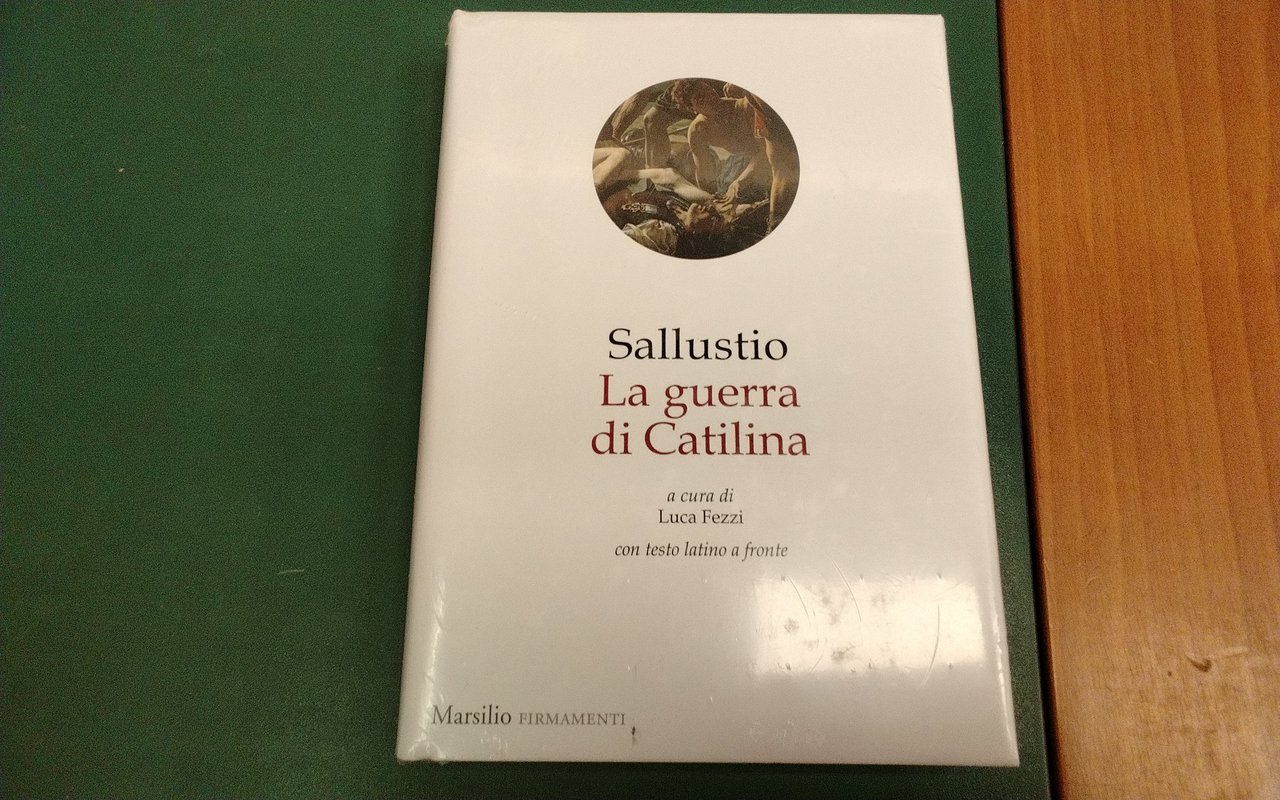 Sallustio
La guerra
di Catilina
a cura di
Luca Fezzi
con testo latino a fronte
Marsilio FIRMAMENTI